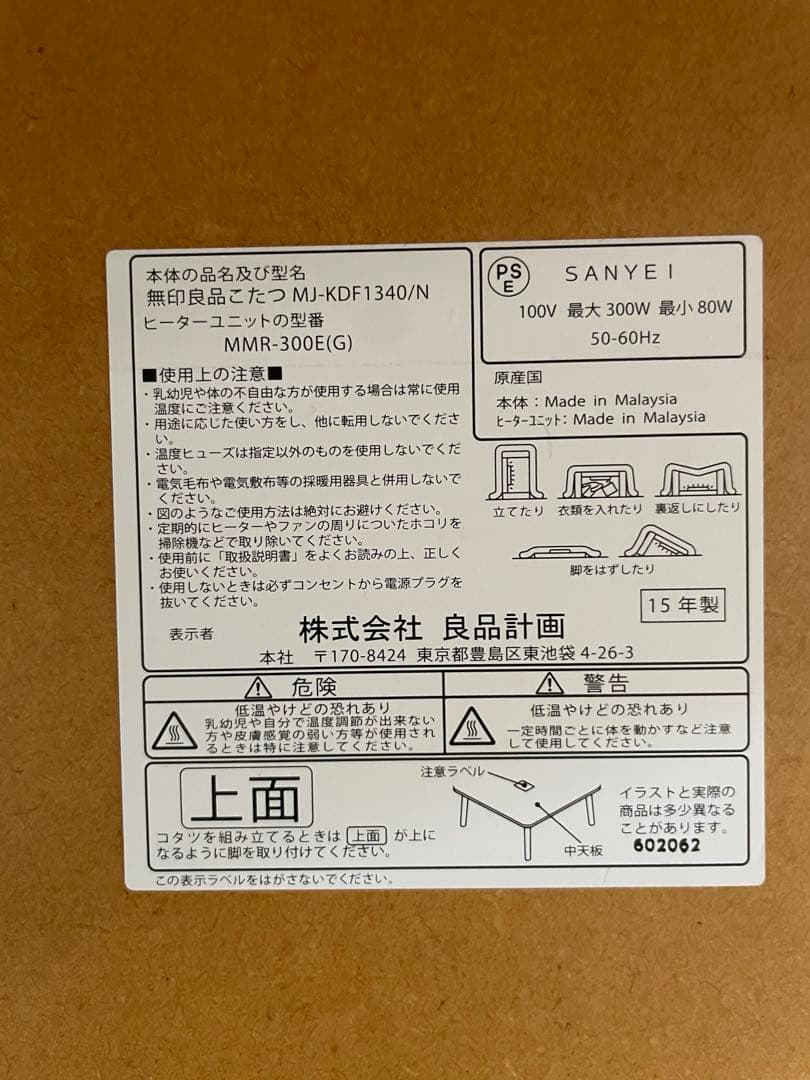 本体の品名及び型名
無印良品こたつ MJ-KDF1340/N
ヒーターユニットの型番
MMR-300E(G)
■使用上の注意■
・乳幼児や体の不自由な方が使用する場合は常に使用
温度にご注意ください。
・用途に応じた使い方をし、他に転用しないでくださ
い。
・温度ヒューズは指定以外のものを使用しないでくだ
さい。
・電気毛布や電気敷布等の採暖用器具と併用しないで
ください。
・図のようなご使用方法は絶対にお避けください。
・定期的にヒーターやファンの周りについたホコリを
掃除機などで取り除いてください。
・使用前に「取扱説明書」をよくお読みの上、正しく
お使いください。
・使用しないときは必ずコンセントから電源プラグを
抜いてください。
PS
E
SANYEI
100V 最大 300W 最小 80W
50-60Hz
原産国
本体：Made in Malaysia
ﾋｰﾀｰﾕﾆｯﾄ：Made in Malaysia
立てたり 衣類を入れたり 裏返しにしたり
脚をはずしたり
15 年製
表示者 株式会社 良品計画
本社 〒170-8424 東京都豊島区東池袋 4-26-3
危険
低温やけどの恐れあり
乳幼児や自分で温度調節が出来ない
方や皮膚感覚の弱い方等が使用され
るときは特に注意してください。
警告
低温やけどの恐れあり
一定時間ごとに体を動かすなど注意
して使用してください。
上面
コタツを組み立てるときは 上面 が上に
なるように脚を取り付けてください。
注意ラベル
中天板
イラストと実際の
商品は多少異なる
ことがあります。
602062
この表示ラベルをはがさないでください。